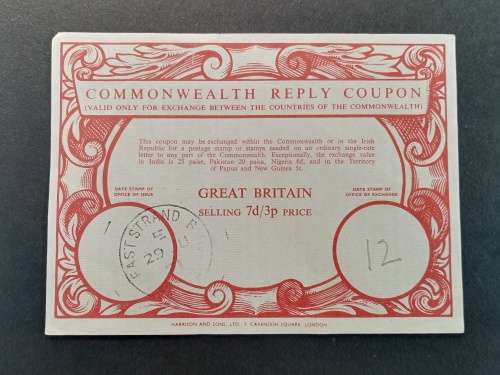 COMMONWEALTH REPLY COUPON
(VALID ONLY FOR EXCHANGE BETWEEN THE COUNTRIES OF THE COMMONWEALTH)
This coupon may be exchanged within the Commonwealth or in the Irish
Republic for a postage stamp or stamps needed on an ordinary single-rate
letter to any part of the Commonwealth. Exceptionally, the exchange value
in India is 25 paise, Pakistan 20 paisa, Nigeria 6d, and in the Territory
of Papua and New Guinea 5c.
DATE STAMP OF
OFFICE OF ISSUE
GREAT BRITAIN
SELLING 7d/3p PRICE
DATE STAMP OF
OFFICE OF EXCHANGE
EAST STRAND
29
12
HARRISON AND SONS, LTD., 7, CAVENDISH SQUARE, LONDON